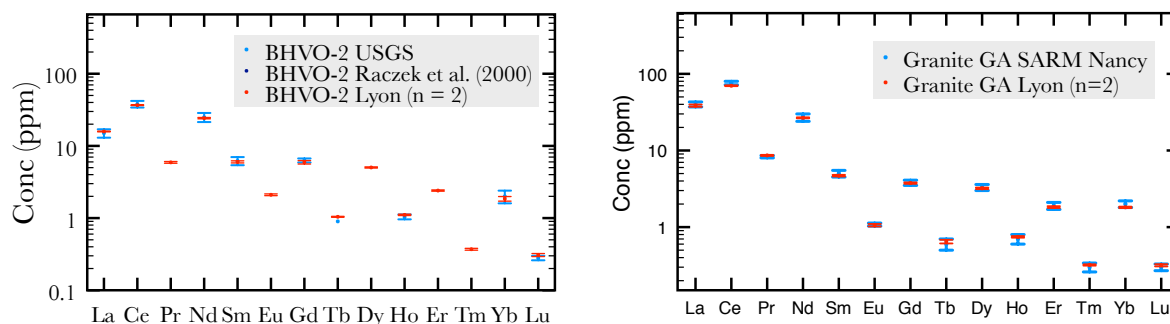 BHVO-2 USGS
BHVO-2 Raczek et al. (2000)
BHVO-2 Lyon (n = 2)
Conc (ppm)
100
10
1
0.1
La Ce Pr Nd Sm Eu Gd Tb Dy Ho Er Tm Yb Lu
Granite GA SARM Nancy
Granite GA Lyon (n=2)
Conc (ppm)
100
10
1
La Ce Pr Nd Sm Eu Gd Tb Dy Ho Er Tm Yb Lu